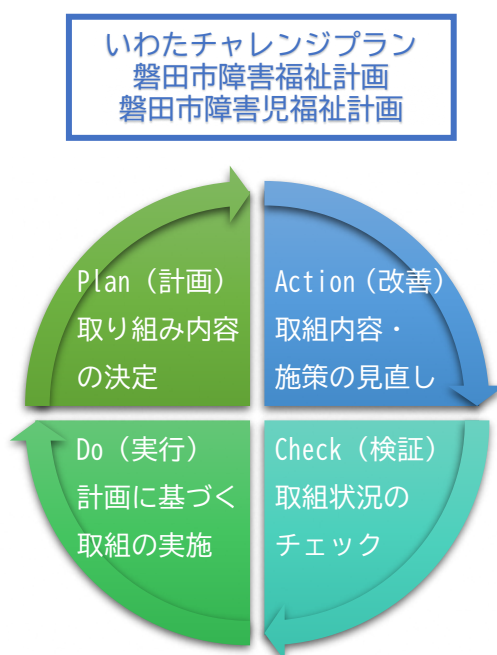 いわたチャレンジプラン
磐田市障害福祉計画
磐田市障害児福祉計画
Plan（計画）
取り組み内容
の決定
Action（改善）
取組内容・
施策の見直し
Do（実行）
計画に基づく
取組の実施
Check（検証）
取組状況の
チェック